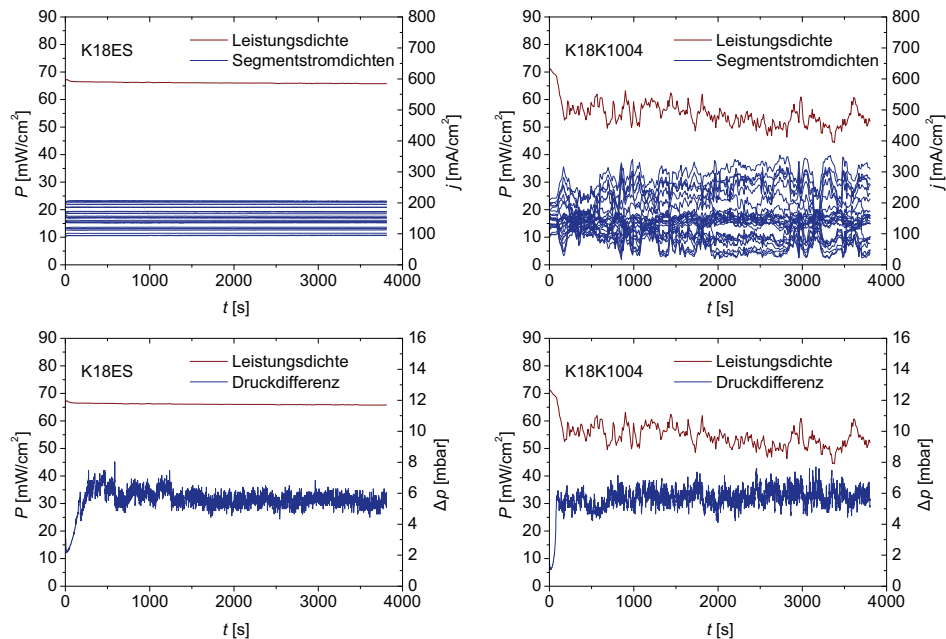 K18ES
Leistungsdichte
Segmentstromdichten
P [mW/cm²]
90
80
70
60
50
40
30
20
10
0
j [mA/cm²]
800
700
600
500
400
300
200
100
0
0 1000 2000 3000 4000
t [s]
K18K1004
Leistungsdichte
Segmentstromdichten
P [mW/cm²]
90
80
70
60
50
40
30
20
10
0
j [mA/cm²]
800
700
600
500
400
300
200
100
0
0 1000 2000 3000 4000
t [s]
K18ES
Leistungsdichte
Druckdifferenz
P [mW/cm²]
90
80
70
60
50
40
30
20
10
0
Δp [mbar]
16
14
12
10
8
6
4
2
0
0 1000 2000 3000 4000
t [s]
K18K1004
Leistungsdichte
Druckdifferenz
P [mW/cm²]
90
80
70
60
50
40
30
20
10
0
Δp [mbar]
16
14
12
10
8
6
4
2
0
0 1000 2000 3000 4000
t [s]